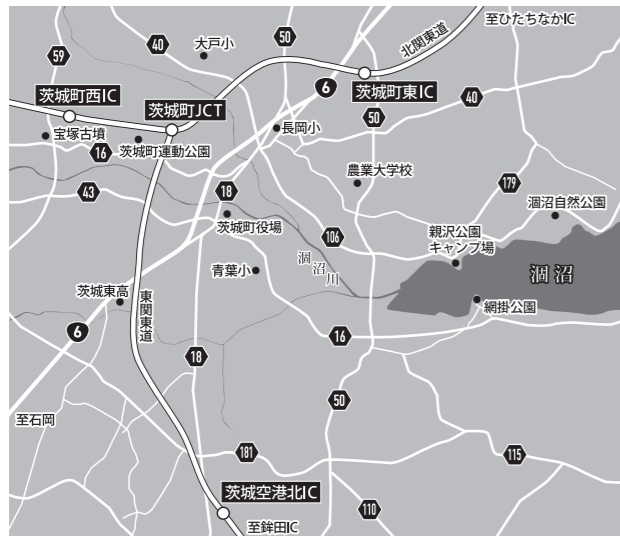 至ひたちなかIC
50
40
大戸小
北関東道
59
6
茨城町西IC
茨城町JCT
茨城町東IC
40
50
宝塚古墳
長岡小
16
茨城町運動公園
農業大学校
179
43
18
涸沼自然公園
茨城町役場
106
親沢公園
キャンプ場
涸沼川
涸沼
青葉小
茨城東高
東関東道
網掛公園
6
16
18
50
至石岡
181
115
茨城空港北IC
110
至鉾田IC